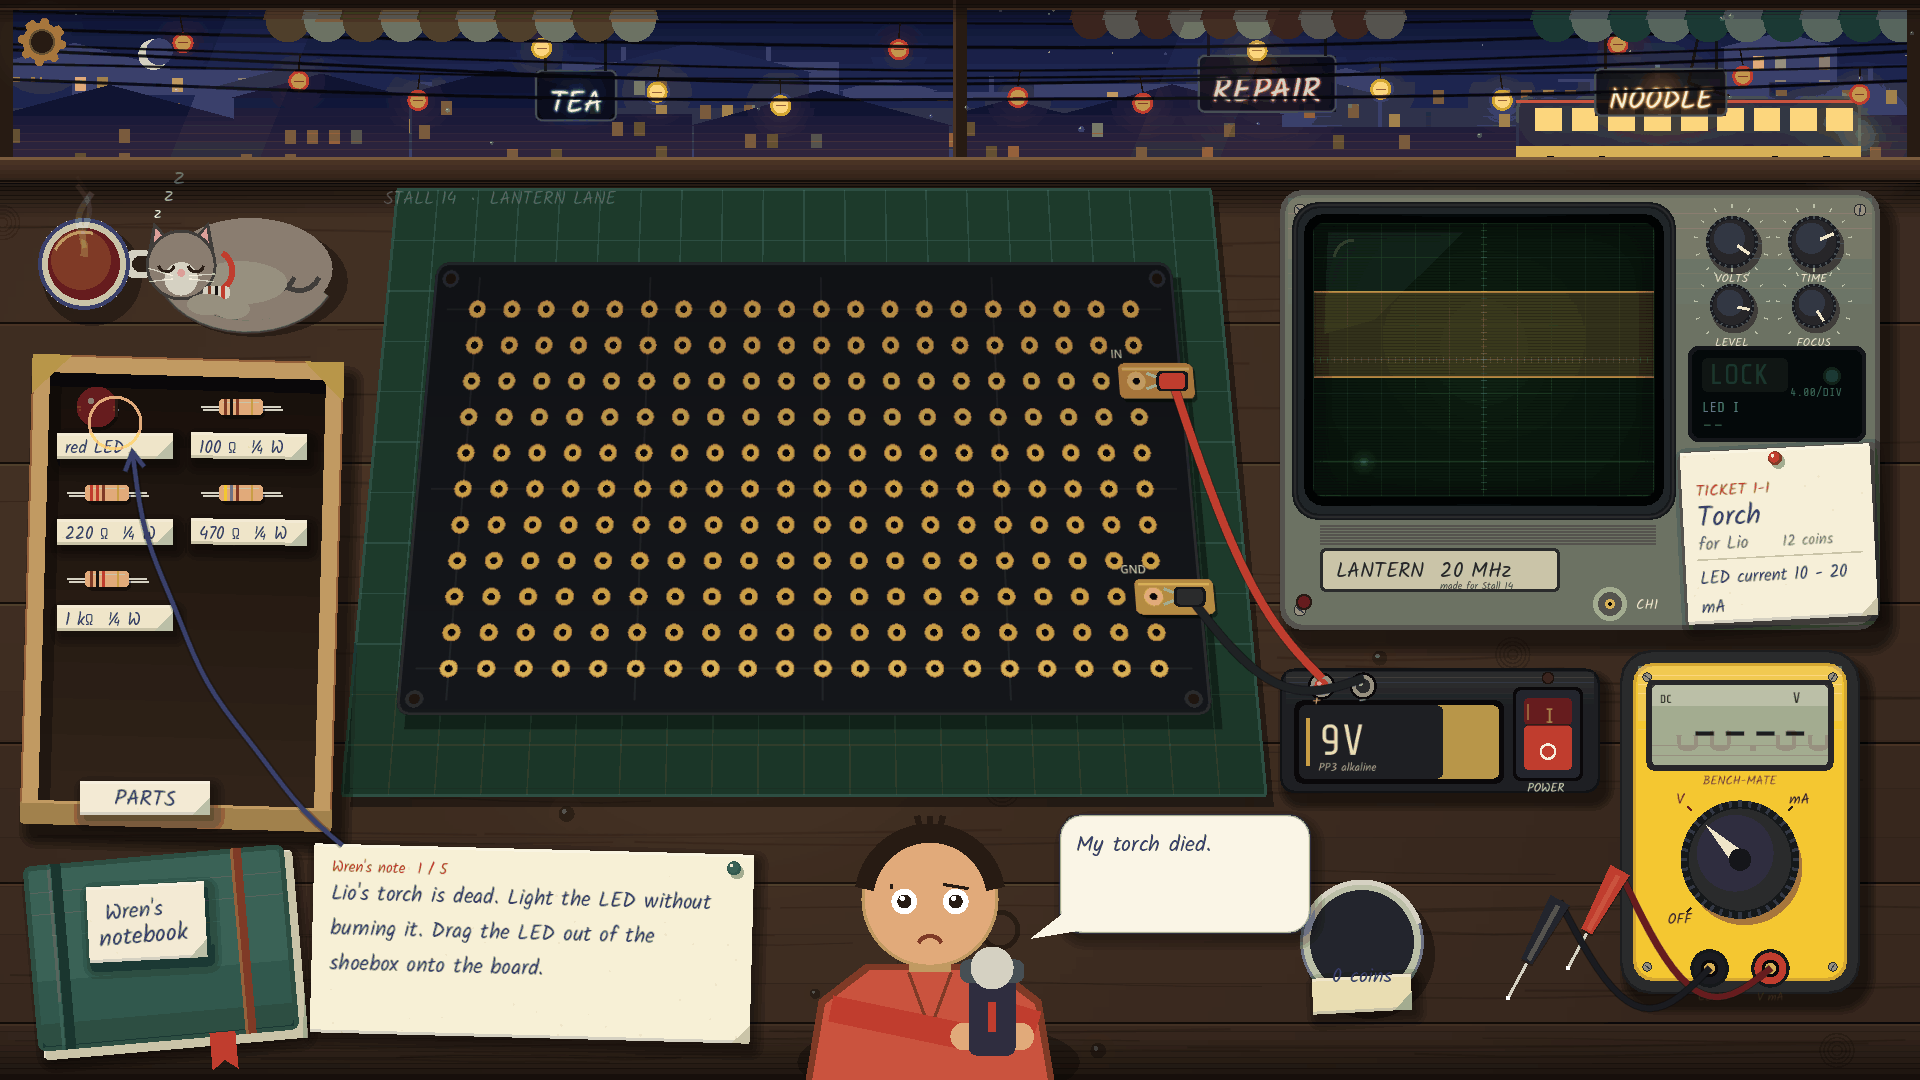 TEA
REPAIR
NOODLE
STALL 14 · LANTERN LANE
z
z
z
IN
GND
VOLTS
TIME
LEVEL
FOCUS
LOCK
4.00/DIV
LED I
--
red LED
100 Ω ¼ W
220 Ω ¼ W
470 Ω ¼ W
1 kΩ ¼ W
PARTS
TICKET 1-1
Torch
for Lio 12 coins
LED current 10 - 20
mA
LANTERN 20 MHz
made for Stall 14
CH1
+
9V
PP3 alkaline
I
POWER
DC V
----
BENCH-MATE
V
mA
OFF
Wren's
notebook
Wren's note 1 / 5
Lio's torch is dead. Light the LED without
burning it. Drag the LED out of the
shoebox onto the board.
My torch died.
0 coins